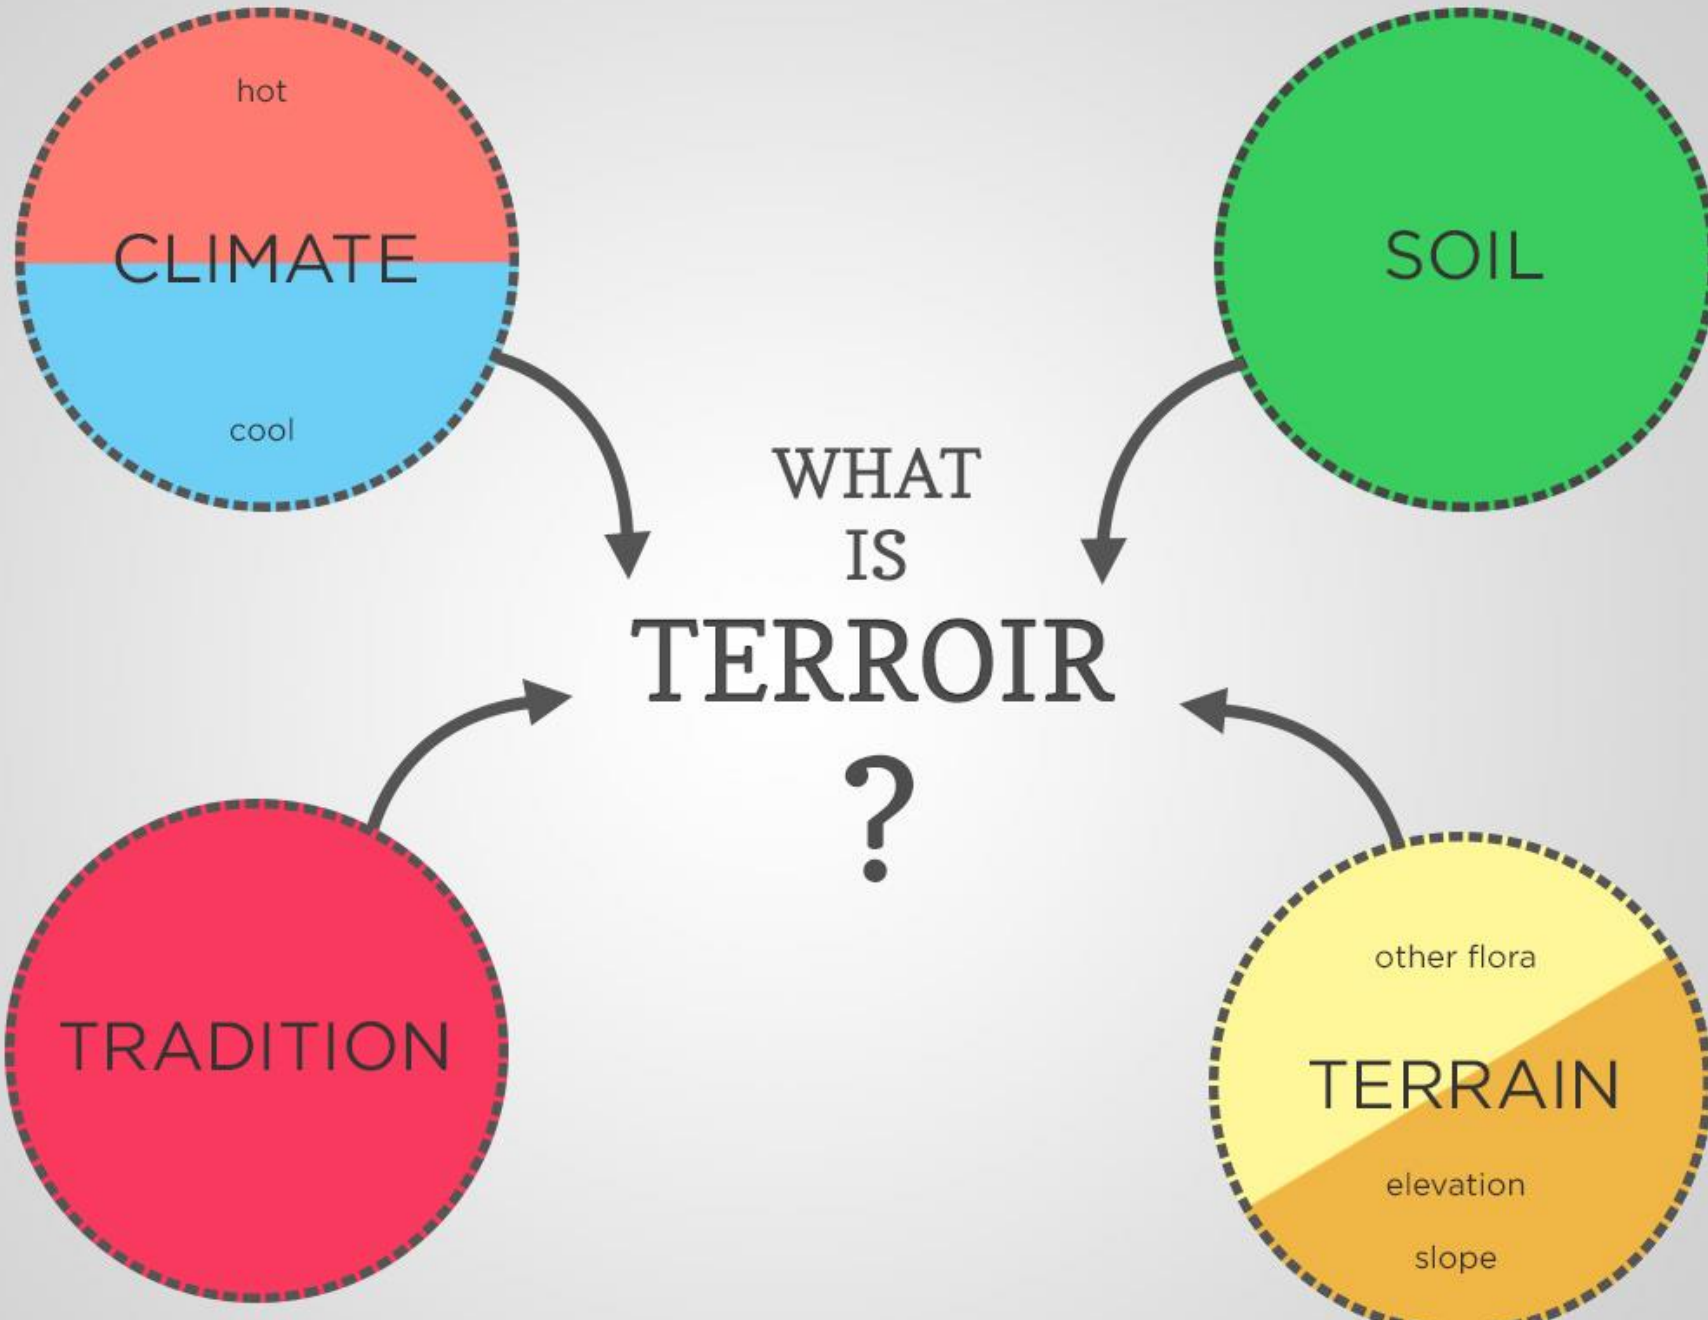 hot
CLIMATE
cool
SOIL
WHAT
IS
TERROIR
?
TRADITION
other flora
TERRAIN
elevation
slope